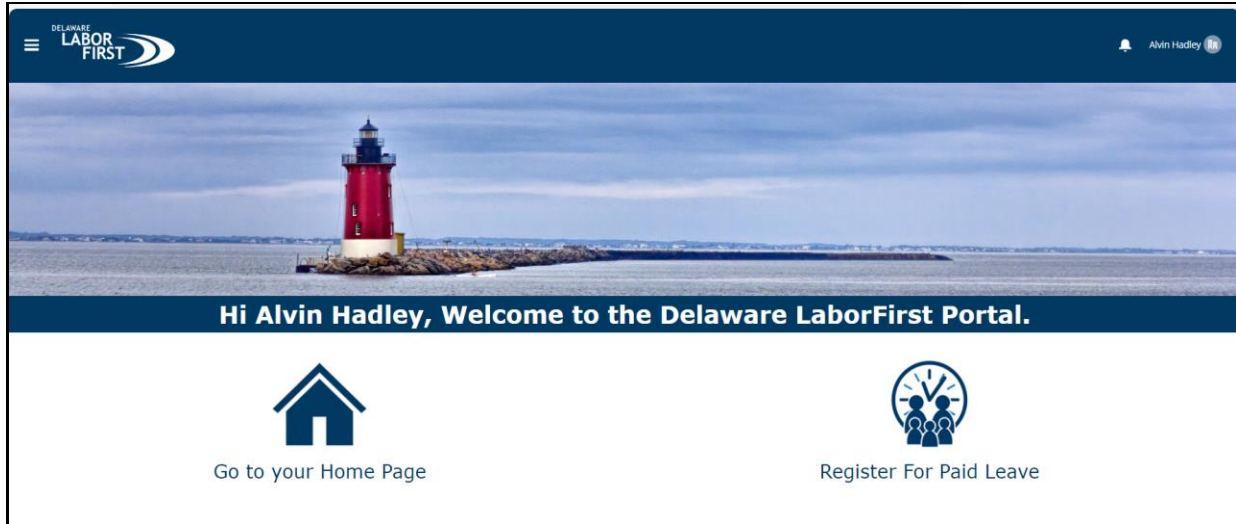 DELAWARE
LABOR
FIRST
Alvin Hadley
Hi Alvin Hadley, Welcome to the Delaware LaborFirst Portal.
Go to your Home Page
Register For Paid Leave